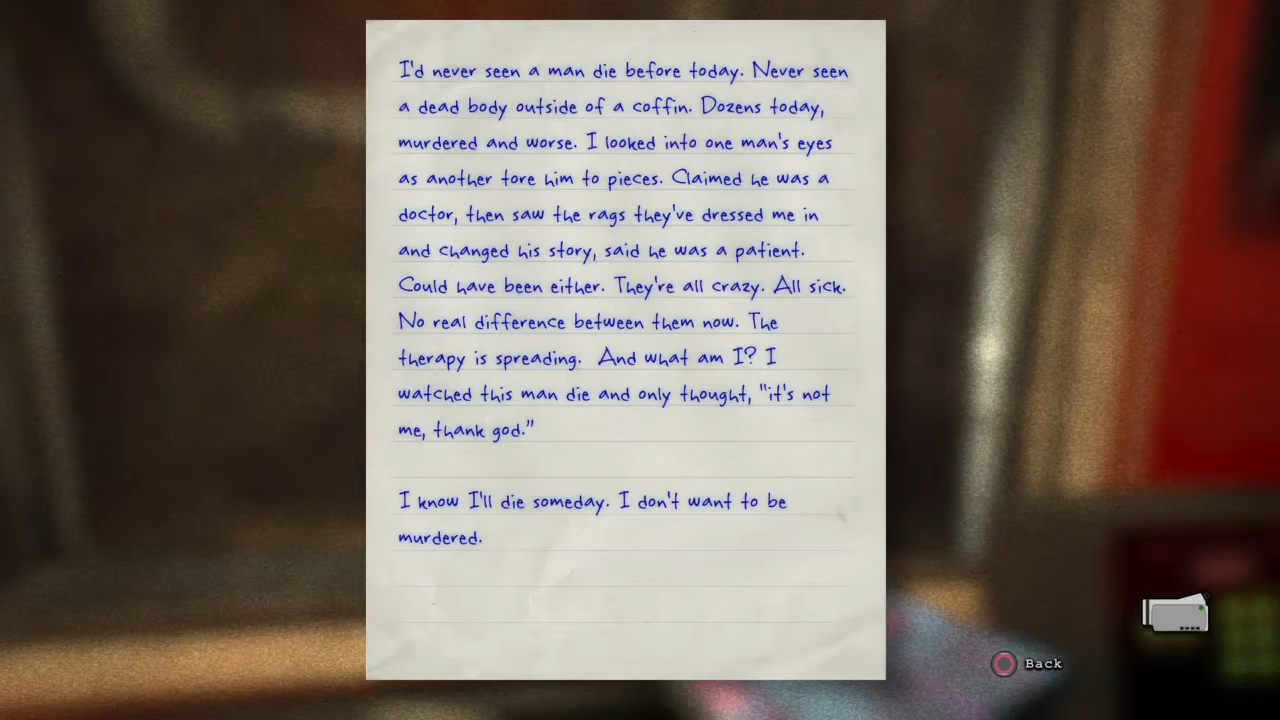 I'd never seen a man die before today. Never seen
a dead body outside of a coffin. Dozens today,
murdered and worse. I looked into one man's eyes
as another tore him to pieces. Claimed he was a
doctor, then saw the rags they've dressed me in
and changed his story, said he was a patient.
Could have been either. They're all crazy. All sick.
No real difference between them now. The
therapy is spreading.  And what am I? I
watched this man die and only thought, "it's not
me, thank god."
I know I'll die someday. I don't want to be
murdered.
Back